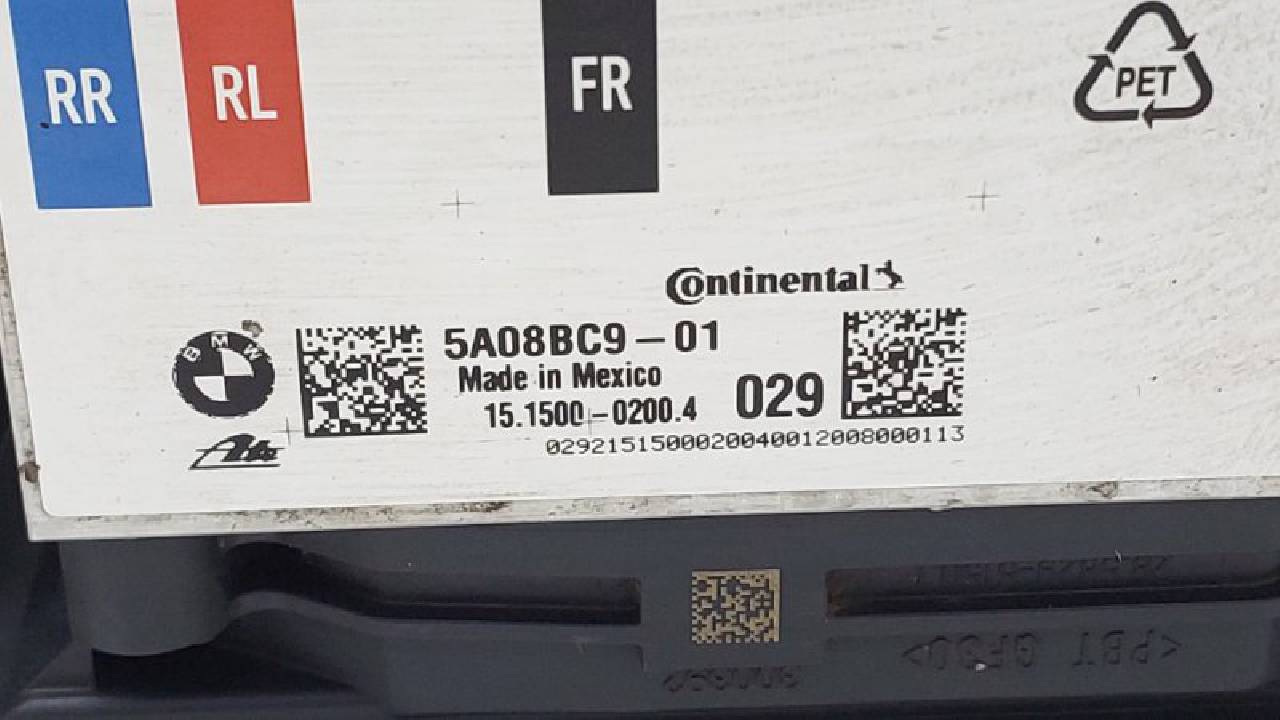 RR RL FR
PET
Continental
BMW
5A08BC9-01
Made in Mexico
15.1500-0200.4 029
Ate
0292151500020040012008000113
<PBT GF30>